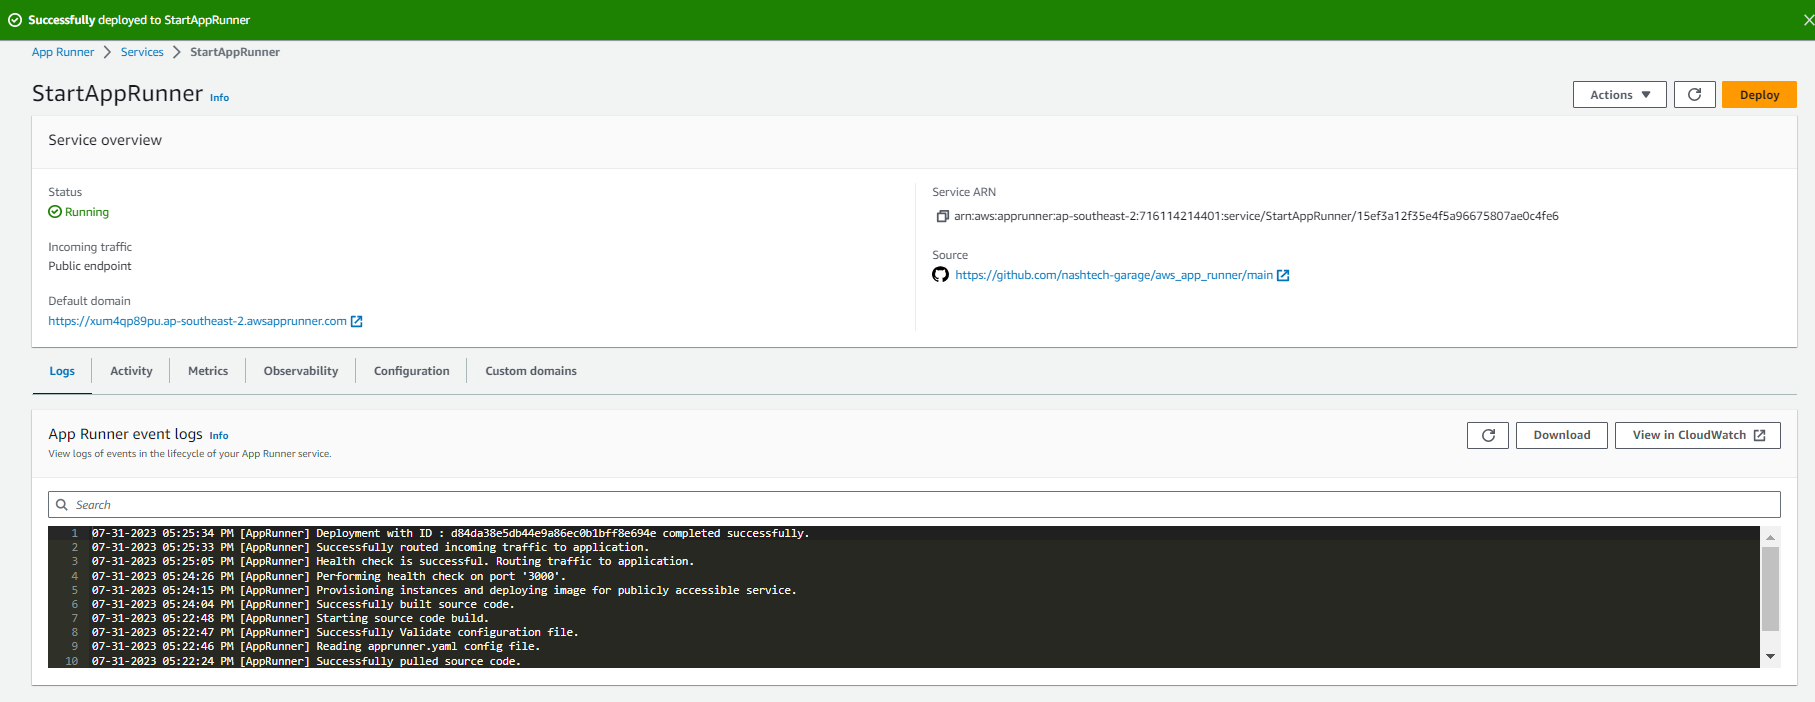 Successfully deployed to StartAppRunner
App Runner > Services > StartAppRunner
StartAppRunner Info
Actions
Deploy
Service overview
Status
Running
Incoming traffic
Public endpoint
Default domain
https://xum4qp89pu.ap-southeast-2.awsapprunner.com
Service ARN
arn:aws:apprunner:ap-southeast-2:716114214401:service/StartAppRunner/15ef3a12f35e4f5a96675807ae0c4fe6
Source
https://github.com/nashtech-garage/aws_app_runner/main
Logs Activity Metrics Observability Configuration Custom domains
App Runner event logs Info
View logs of events in the lifecycle of your App Runner service.
Download
View in CloudWatch
Search
1 07-31-2023 05:25:34 PM [AppRunner] Deployment with ID : d84da38e5db44e9a86ec0b1bff8e694e completed successfully.
2 07-31-2023 05:25:33 PM [AppRunner] Successfully routed incoming traffic to application.
3 07-31-2023 05:25:05 PM [AppRunner] Health check is successful. Routing traffic to application.
4 07-31-2023 05:24:26 PM [AppRunner] Performing health check on port '3000'.
5 07-31-2023 05:24:15 PM [AppRunner] Provisioning instances and deploying image for publicly accessible service.
6 07-31-2023 05:24:04 PM [AppRunner] Successfully built source code.
7 07-31-2023 05:22:48 PM [AppRunner] Starting source code build.
8 07-31-2023 05:22:47 PM [AppRunner] Successfully Validate configuration file.
9 07-31-2023 05:22:46 PM [AppRunner] Reading apprunner.yaml config file.
10 07-31-2023 05:22:24 PM [AppRunner] Successfully pulled source code.